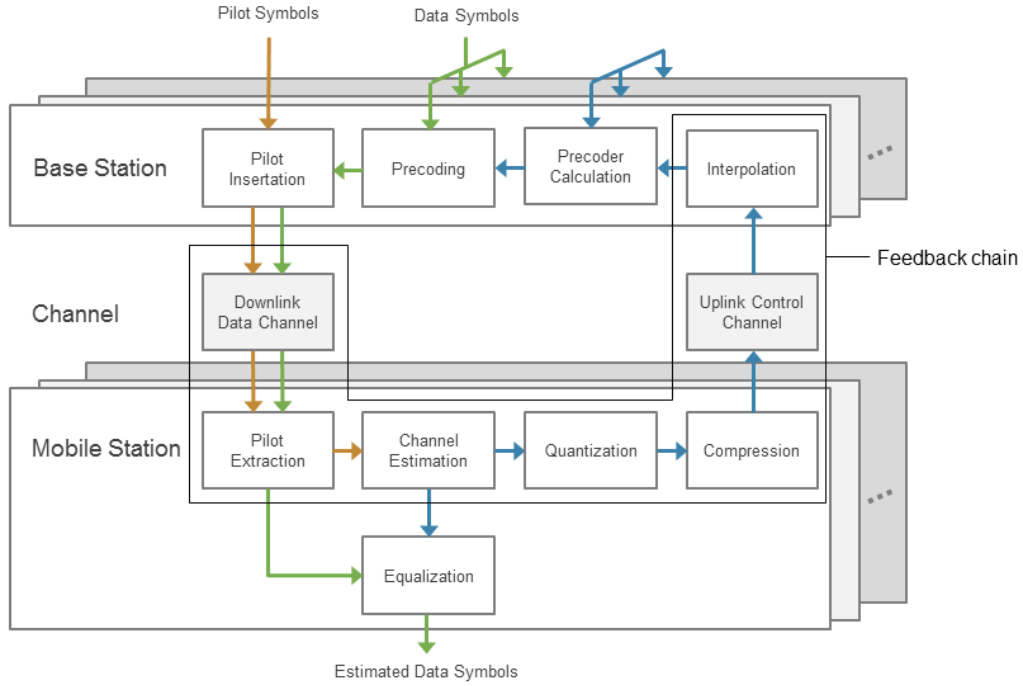 Pilot Symbols
Data Symbols
Base Station
Pilot
Insertation
Precoding
Precoder
Calculation
Interpolation
Feedback chain
Channel
Downlink
Data Channel
Uplink Control
Channel
Mobile Station
Pilot
Extraction
Channel
Estimation
Quantization
Compression
Equalization
Estimated Data Symbols